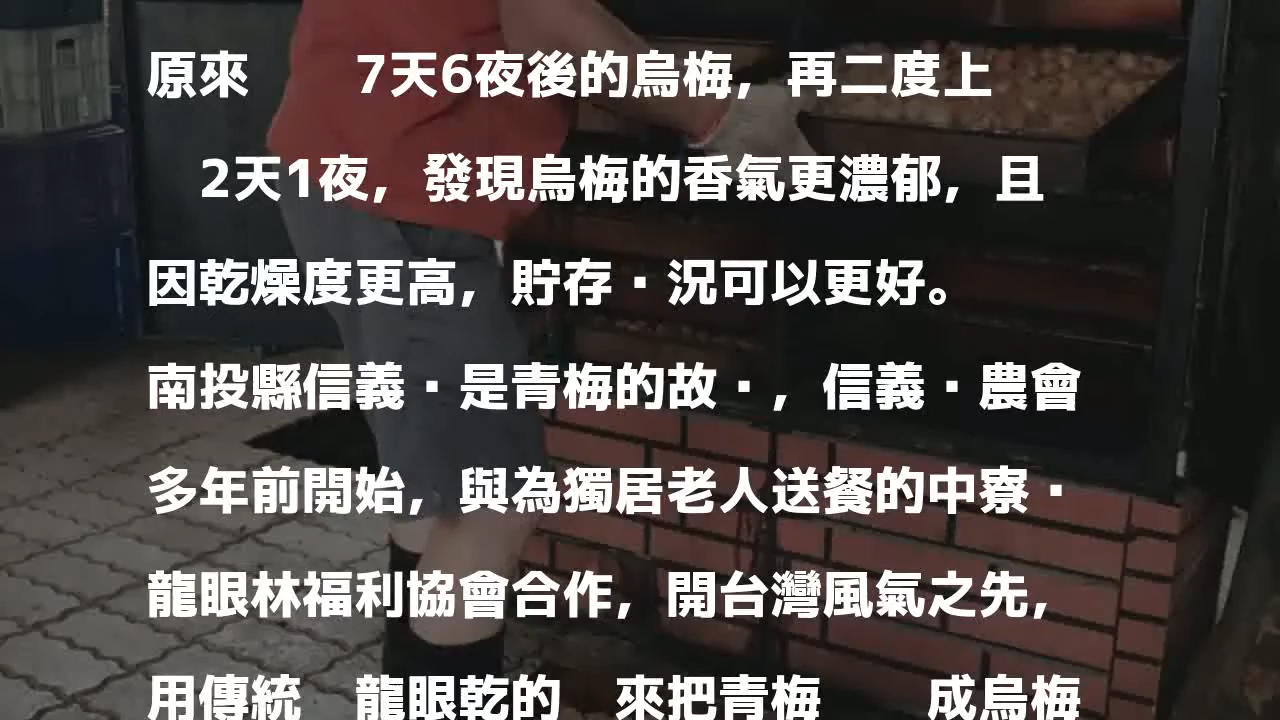 原來　　7天6夜後的烏梅，再二度上
　2天1夜，發現烏梅的香氣更濃郁，且
因乾燥度更高，貯存·況可以更好。
南投縣信義·是青梅的故·，信義·農會
多年前開始，與為獨居老人送餐的中寮·
龍眼林福利協會合作，開台灣風氣之先，
用傳統　龍眼乾的　來把青梅　　成烏梅